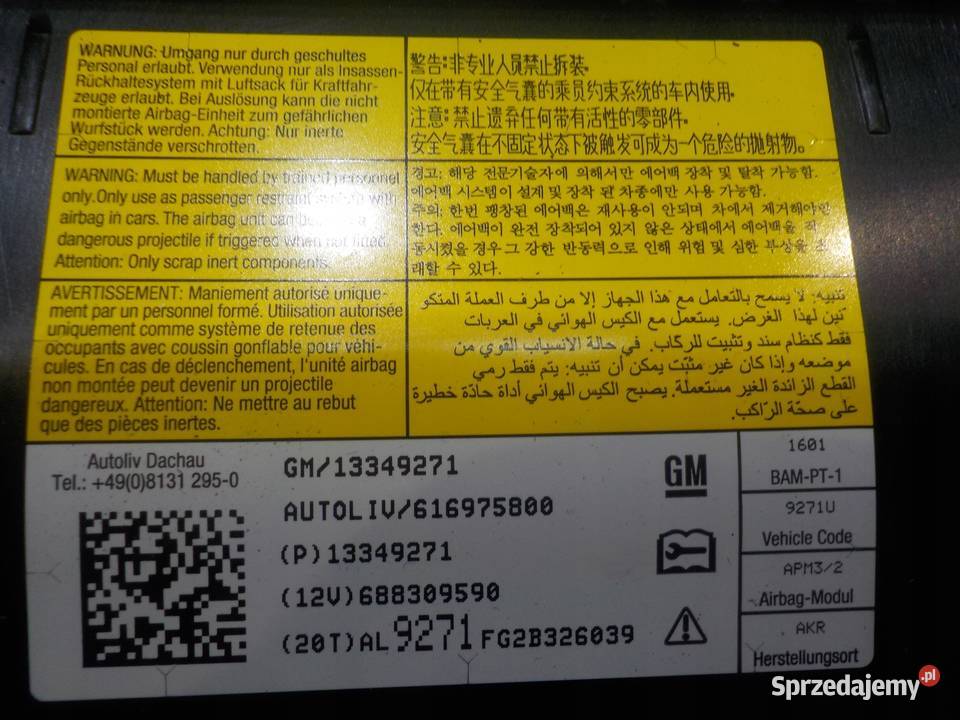 WARNUNG: Umgang nur durch geschultes
Personal erlaubt. Verwendung nur als Insassen-
Rückhaltesystem mit Luftsack für Kraftfahr-
zeuge erlaubt. Bei Auslösung kann die nicht
montierte Airbag-Einheit zum gefährlichen
Wurfstück werden. Achtung: Nur inerte
Gegenstände verschrotten.
警告:非专业人员禁止拆装.
仅在带有安全气囊的乘员约束系统的车内使用.
注意:禁止遗弃任何带有活性的零部件.
安全气囊在不固定状态下被触发可成为一个危险的抛射物。
WARNING: Must be handled by trained personnel
only.Only use as passenger restraint system with
airbag in cars. The airbag unit can be a
dangerous projectile if triggered when not fitted.
Attention: Only scrap inert components.
경고: 해당 전문기술자에 의해서만 에어백 장착 및 탈착 가능함.
에어백 시스템이 설계 및 장착 된 차종에만 사용 가능함.
주의: 한번 팽창된 에어백은 재사용이 안되며 차에서 제거해야만
한다. 에어백이 완전 장착되어 있지 않은 상태에서 에어백을 작
동시켰을 경우 그 강한 반동력으로 인해 위험 및 심한 부상을 초
래할 수 있다.
AVERTISSEMENT: Maniement autorisé unique-
ment par un personnel formé. Utilisation autorisée
uniquement comme système de retenue des
occupants avec coussin gonflable pour véhi-
cules. En cas de déclenchement, l'unité airbag
non montée peut devenir un projectile
dangereux. Attention: Ne mettre au rebut
que des pièces inertes.
تنبيه: لا يسمح بالتعامل مع هذا الجهاز إلا من طرف العملة المتكو
نين لهذا الغرض. يستعمل مع الكيس الهوائي في العربات
فقط كنظام سند وتثبيت للركاب. في حالة الانسياب القوي من
موضعه وإذا كان غير مثبّت يمكن أن تنبيه: يتم فقط رمي
القطع الزائدة الغير مستعملة. يصبح الكيس الهوائي أداة حادّة خطيرة
على صحّة الرّاكب.
Autoliv Dachau
Tel.: +49(0)8131 295-0
GM/13349271
AUTOLIV/616975800
(P)13349271
(12V)688309590
(20T)AL 9271 FG2B326039
GM
1601
BAM-PT-1
9271U
Vehicle Code
APM3/2
Airbag-Modul
AKR
Herstellungsort
Sprzedajemy.pl